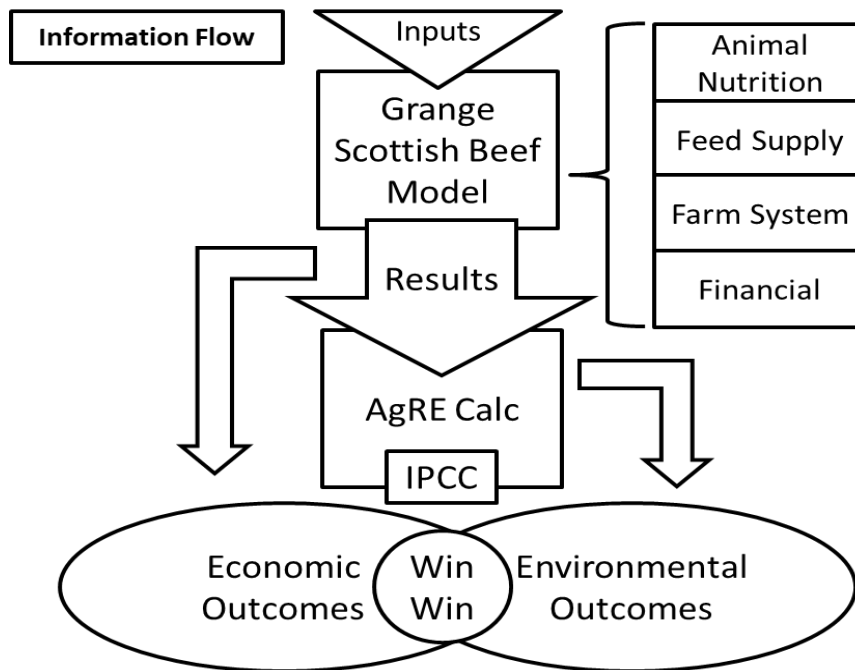 Information Flow
Inputs
Grange
Scottish Beef
Model
Animal
Nutrition
Feed Supply
Farm System
Financial
Results
AgRE Calc
IPCC
Economic
Outcomes
Win
Win
Environmental
Outcomes